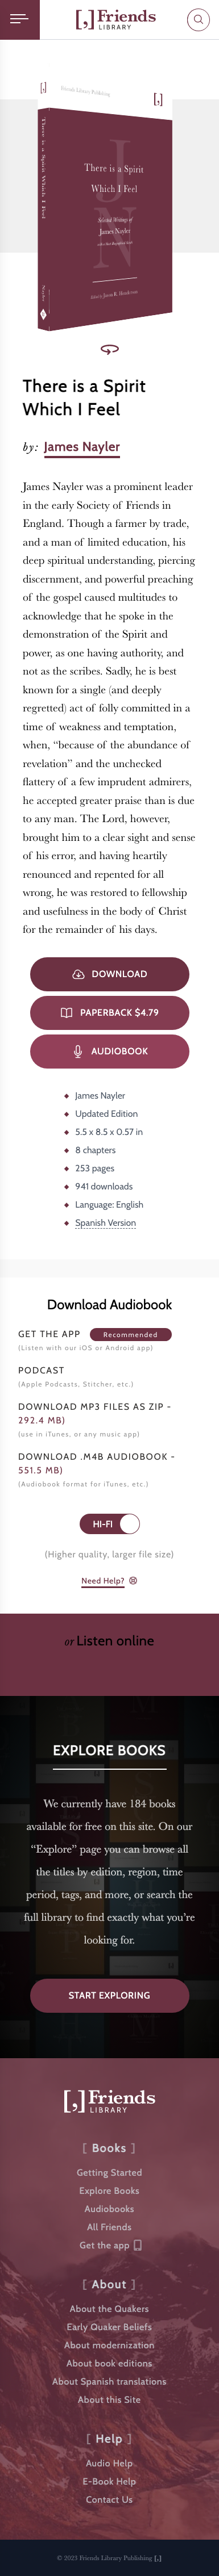 [,] Friends
LIBRARY
[,] Friends Library Publishing [,]
There is a Spirit Which I Feel
There is a Spirit
Which I Feel
Selected Writings of
James Nayler
JN
There is a Spirit
Which I Feel
by: James Nayler
James Nayler was a prominent leader
in the early Society of Friends in
England. Though a farmer by trade,
and a man of limited education, his
deep spiritual understanding, piercing
discernment, and powerful preaching
of the gospel caused multitudes to
acknowledge that he spoke in the
demonstration of the Spirit and
power, as one having authority, and
not as the scribes. Sadly, he is best
known for a single (and deeply
regretted) act of folly committed in a
time of weakness and temptation,
when, “because of the abundance of
revelation” and the unchecked
flattery of a few imprudent admirers,
he accepted greater praise than is due
to any man. The Lord, however,
brought him to a clear sight and sense
of his error, and having heartily
renounced and repented for all
wrong, he was restored to fellowship
and usefulness in the body of Christ
for the remainder of his days.
DOWNLOAD
PAPERBACK $4.79
AUDIOBOOK
James Nayler
Updated Edition
5.5 x 8.5 x 0.57 in
8 chapters
253 pages
941 downloads
Language: English
Spanish Version
Download Audiobook
GET THE APP Recommended
(Listen with our iOS or Android app)
PODCAST
(Apple Podcasts, Stitcher, etc.)
DOWNLOAD MP3 FILES AS ZIP -
292.4 MB)
(use in iTunes, or any music app)
DOWNLOAD .M4B AUDIOBOOK -
551.5 MB)
(Audiobook format for iTunes, etc.)
HI-FI
(Higher quality, larger file size)
Need Help?
or Listen online
EXPLORE BOOKS
We currently have 184 books
available for free on this site. On our
“Explore” page you can browse all
the titles by edition, region, time
period, tags, and more, or search the
full library to find exactly what you’re
looking for.
START EXPLORING
[,] Friends
LIBRARY
[ Books ]
Getting Started
Explore Books
Audiobooks
All Friends
Get the app
[ About ]
About the Quakers
Early Quaker Beliefs
About modernization
About book editions
About Spanish translations
About this Site
[ Help ]
Audio Help
E-Book Help
Contact Us
© 2023 Friends Library Publishing [,]